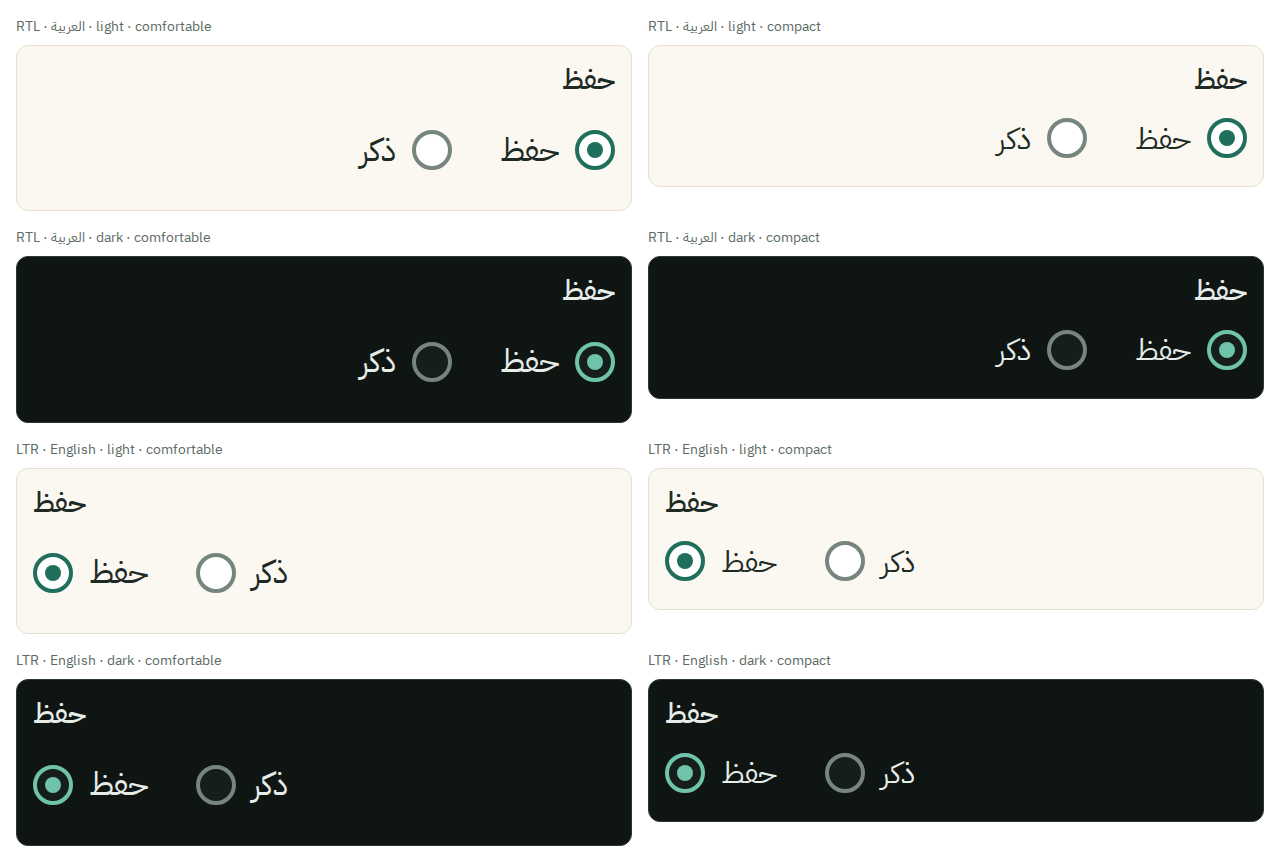 RTL · العربية · light · comfortable
حفظ
حفظ ذكر
RTL · العربية · light · compact
حفظ
حفظ ذكر
RTL · العربية · dark · comfortable
حفظ
حفظ ذكر
RTL · العربية · dark · compact
حفظ
حفظ ذكر
LTR · English · light · comfortable
حفظ
حفظ ذكر
LTR · English · light · compact
حفظ
حفظ ذكر
LTR · English · dark · comfortable
حفظ
حفظ ذكر
LTR · English · dark · compact
حفظ
حفظ ذكر